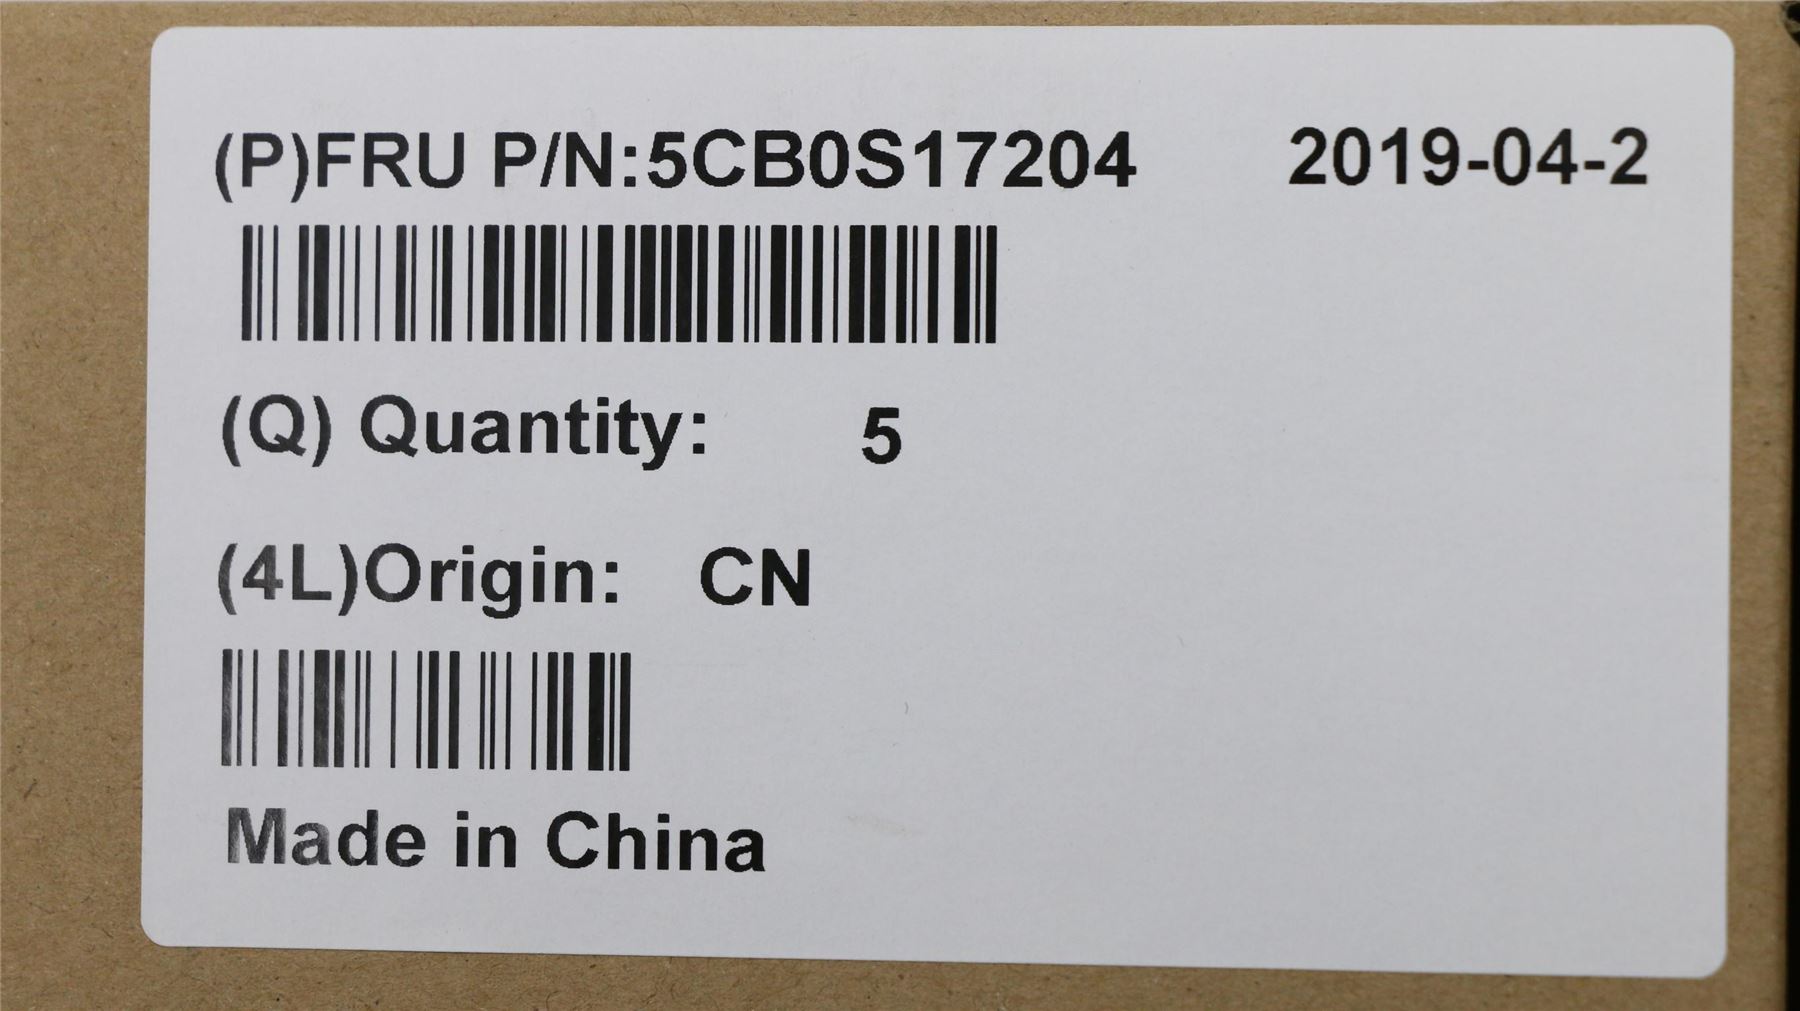 (P)FRU P/N:5CB0S17204 2019-04-2
(Q) Quantity: 5
(4L)Origin: CN
Made in China